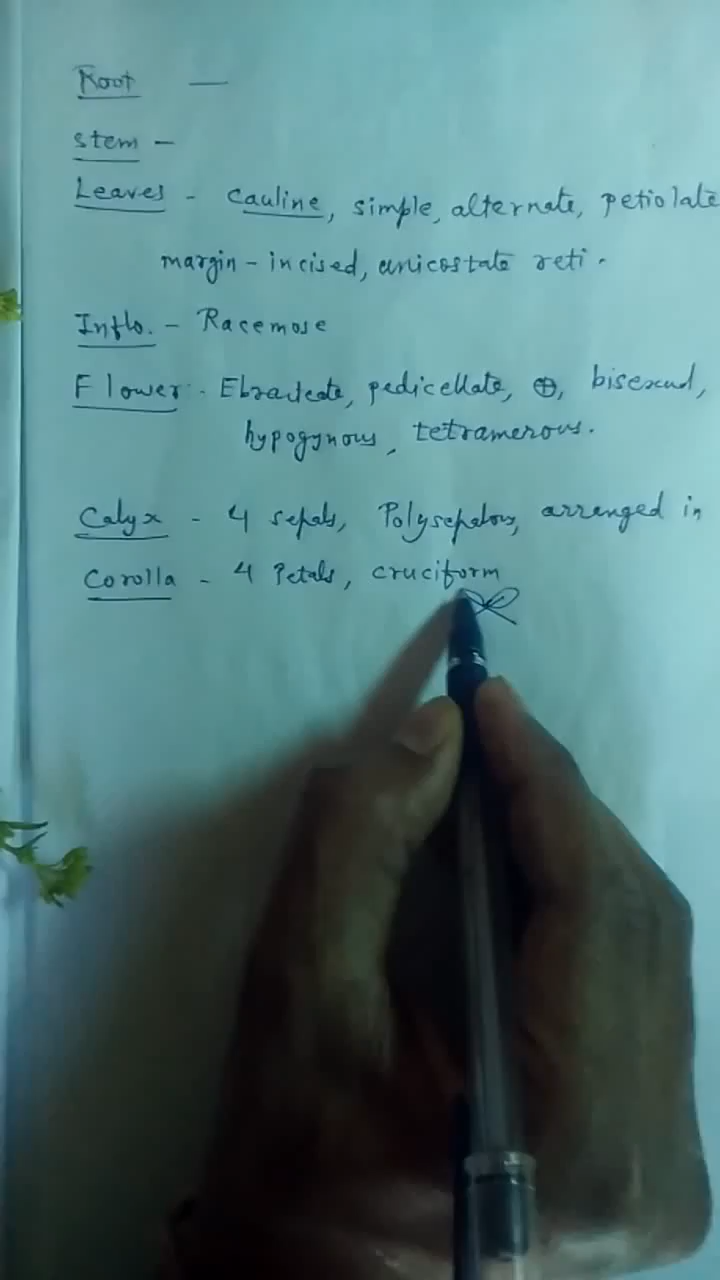 Root —
Stem -
Leaves - Cauline, simple, alternate, petiolate
margin - incised, unicostate reti.
Inflo. - Racemose
Flower - Ebracteate, pedicellate, ⊕, bisexual,
hypogynous, tetramerous.
Calyx - 4 sepals, Polysepalous, arranged in
Corolla - 4 Petals, cruciform